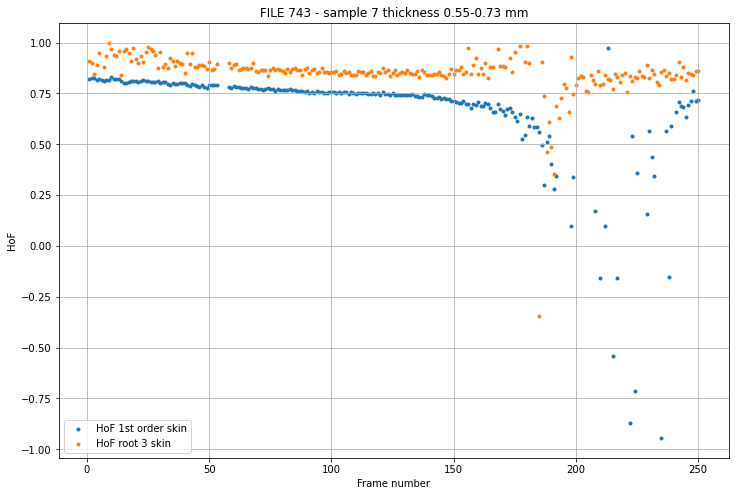 FILE 743 - sample 7 thickness 0.55-0.73 mm
1.00
0.75
0.50
0.25
0.00
−0.25
−0.50
−0.75
−1.00
HoF
HoF 1st order skin
HoF root 3 skin
0 50 100 150 200 250
Frame number